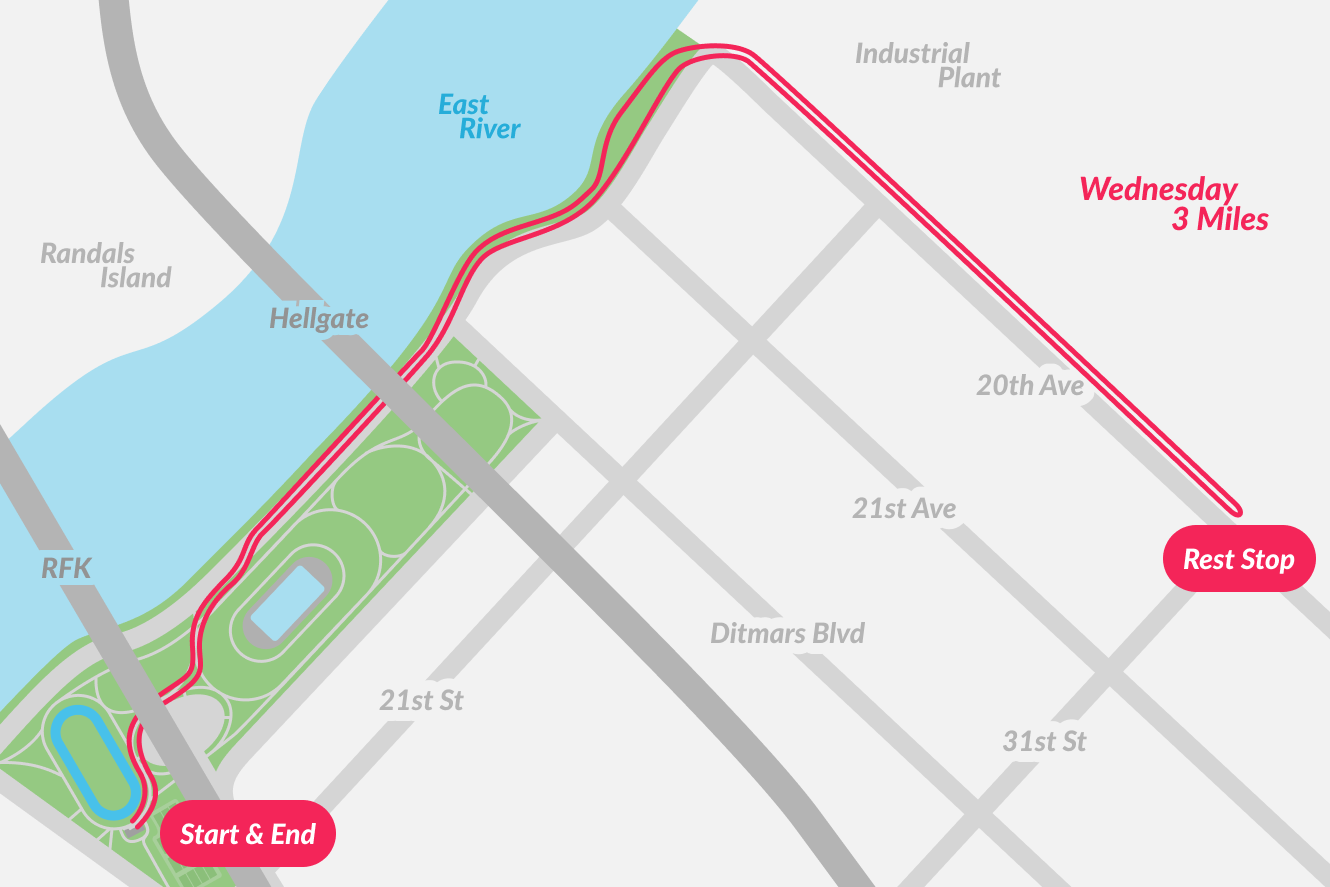 Industrial
Plant
East
River
Wednesday
3 Miles
Randals
Island
Hellgate
20th Ave
21st Ave
RFK
Rest Stop
Ditmars Blvd
21st St
31st St
Start & End